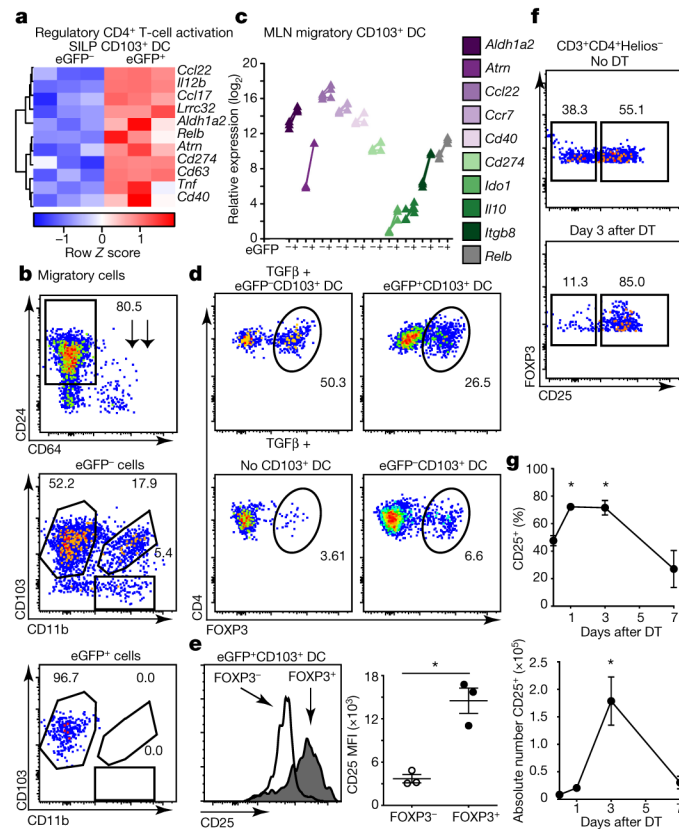 a
Regulatory CD4⁺ T-cell activation
SILP CD103⁺ DC
eGFP⁻ eGFP⁺
Ccl22
Il12b
Ccl17
Lrrc32
Aldh1a2
Relb
Atrn
Cd274
Cd63
Tnf
Cd40
−1 0 1
Row Z score
b
Migratory cells
80.5
CD24
CD64
eGFP⁻ cells
52.2 17.9
5.4
CD103
CD11b
eGFP⁺ cells
96.7 0.0
0.0
CD103
CD11b
c
MLN migratory CD103⁺ DC
Relative expression (log₂)
20
16
12
8
4
0
eGFP −+−+−+−+−+−+−+−+−+−+
Aldh1a2
Atrn
Ccl22
Ccr7
Cd40
Cd274
Ido1
Il10
Itgb8
Relb
d
TGFβ +
eGFP⁻CD103⁺ DC eGFP⁺CD103⁺ DC
50.3 26.5
TGFβ +
No CD103⁺ DC eGFP⁻CD103⁺ DC
3.61 6.6
CD4
FOXP3
e
eGFP⁺CD103⁺ DC
FOXP3⁻ FOXP3⁺
CD25
CD25 MFI (×10³)
18
12
6
0
*
FOXP3⁻ FOXP3⁺
f
CD3⁺CD4⁺Helios⁻
No DT
38.3 55.1
Day 3 after DT
11.3 85.0
FOXP3
CD25
g
CD25⁺ (%)
100
80
60
40
20
0
* *
1 3 5 7
Days after DT
Absolute number CD25⁺ (×10⁵)
2.5
2.0
1.5
1.0
0.5
0
*
1 3 5 7
Days after DT